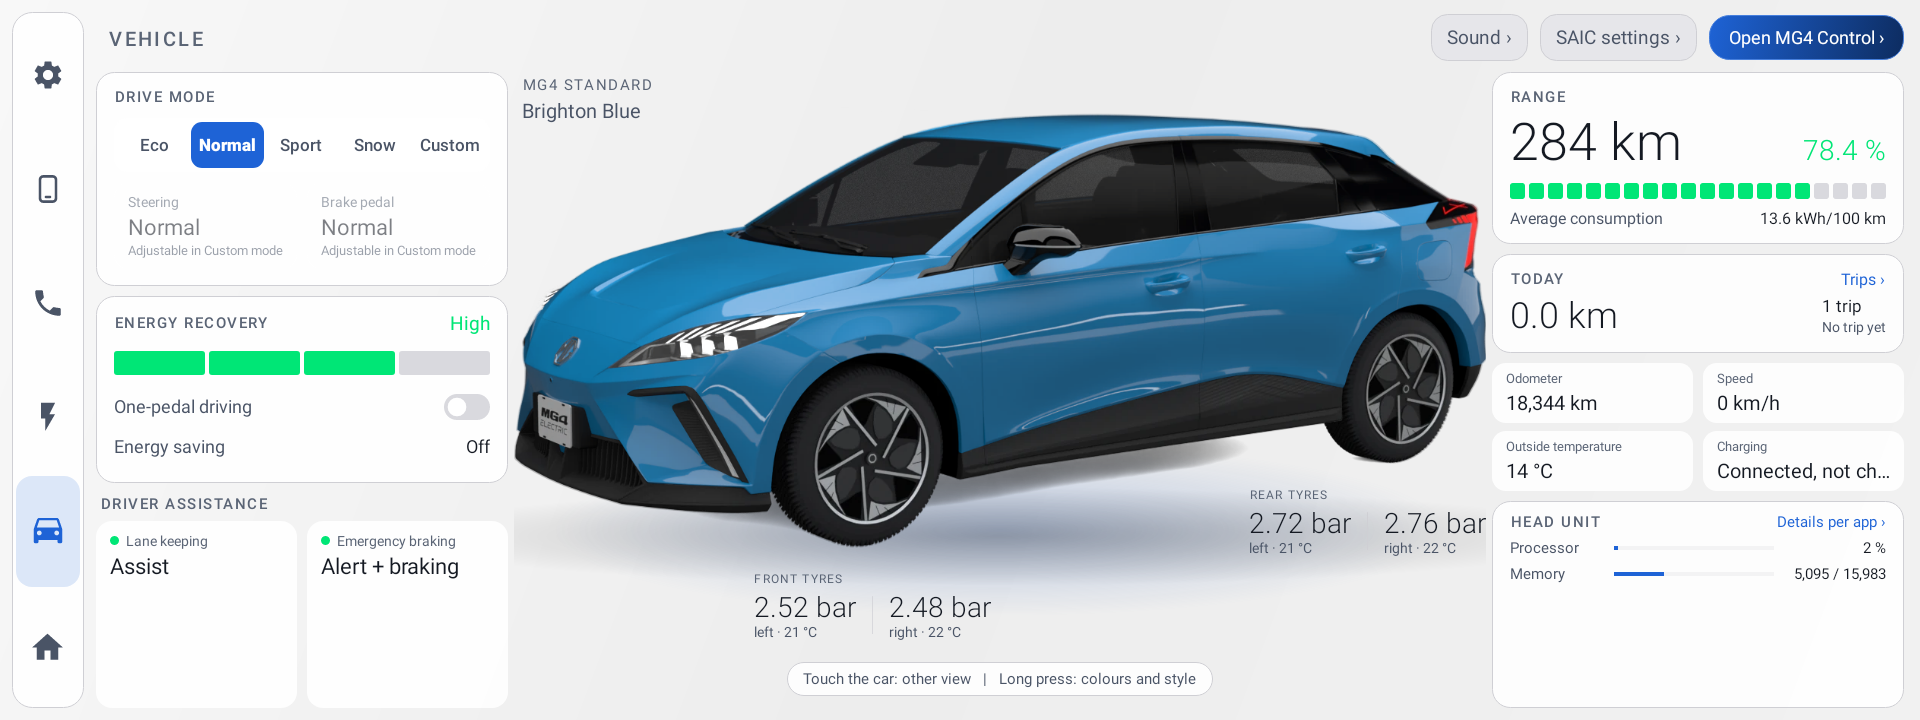 VEHICLE
Sound ›
SAIC settings ›
Open MG4 Control ›
DRIVE MODE
Eco
Normal
Sport
Snow
Custom
Steering
Normal
Adjustable in Custom mode
Brake pedal
Normal
Adjustable in Custom mode
ENERGY RECOVERY
High
One-pedal driving
Energy saving
Off
DRIVER ASSISTANCE
Lane keeping
Assist
Emergency braking
Alert + braking
MG4 STANDARD
Brighton Blue
MG4
ELECTRIC
REAR TYRES
2.72 bar
left · 21 °C
2.76 bar
right · 22 °C
FRONT TYRES
2.52 bar
left · 21 °C
2.48 bar
right · 22 °C
Touch the car: other view | Long press: colours and style
RANGE
284 km
78.4 %
Average consumption
13.6 kWh/100 km
TODAY
Trips ›
0.0 km
1 trip
No trip yet
Odometer
18,344 km
Speed
0 km/h
Outside temperature
14 °C
Charging
Connected, not ch...
HEAD UNIT
Details per app ›
Processor
2 %
Memory
5,095 / 15,983